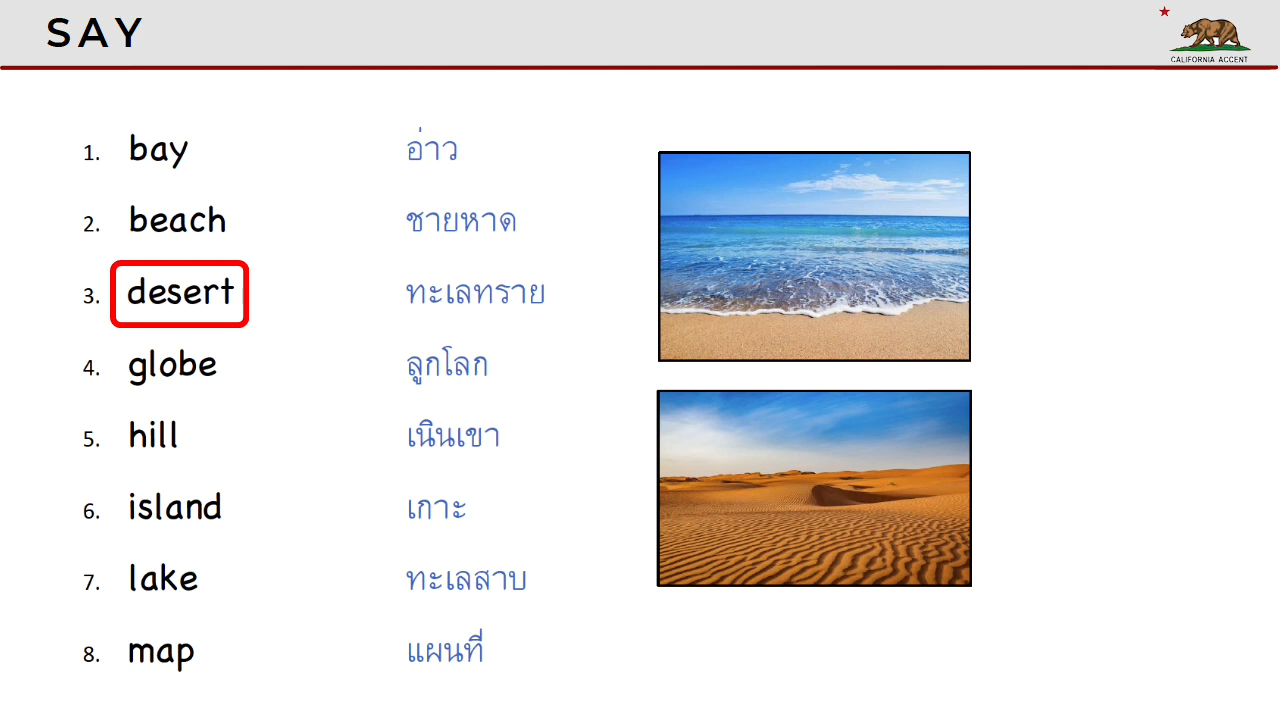 SAY
CALIFORNIA ACCENT
1. bay อ่าว
2. beach ชายหาด
3. desert ทะเลทราย
4. globe ลูกโลก
5. hill เนินเขา
6. island เกาะ
7. lake ทะเลสาบ
8. map แผนที่